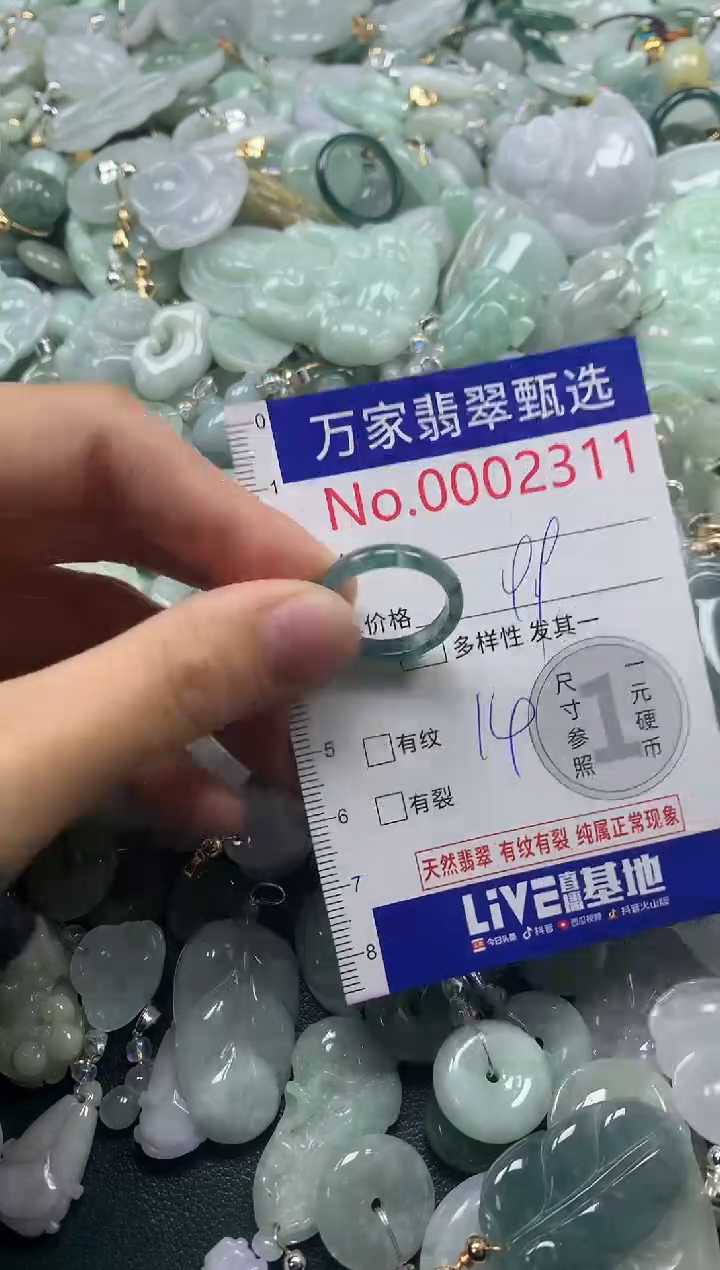 0
万家翡翠甄选
1
No.0002311
99
价格
多样性 发其一
尺寸参照
1
一元硬币
5
有纹
19
6
有裂
7
天然翡翠 有纹有裂 纯属正常现象
LiVE直播基地
8
今日头条 抖音 西瓜视频 抖音火山版